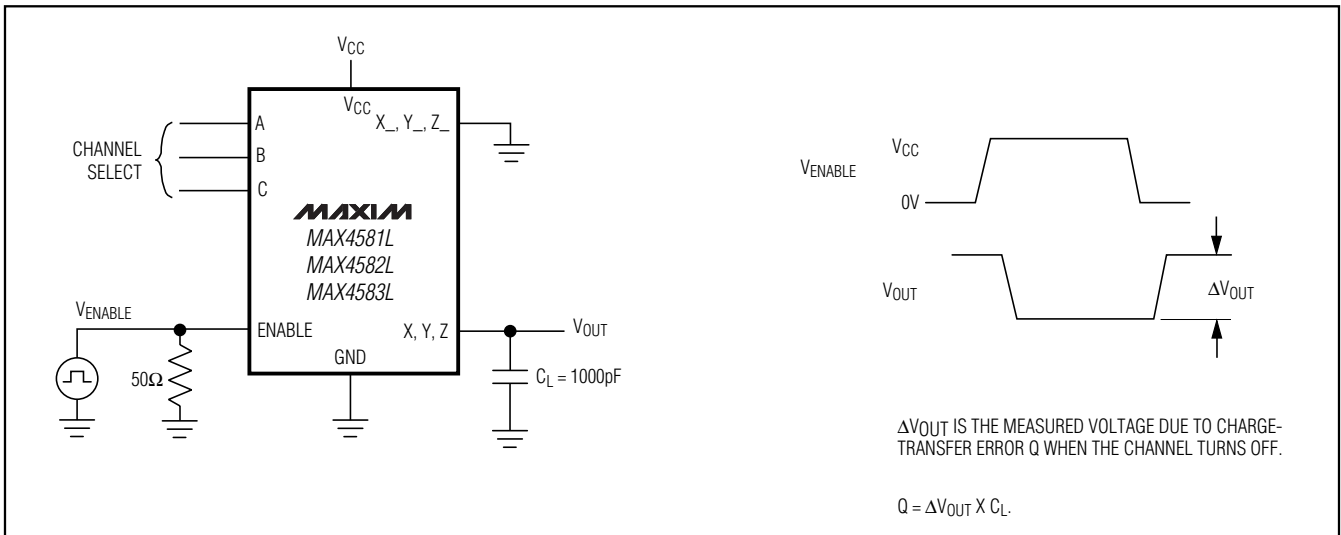 VCC
VCC
A
X_, Y_, Z_
CHANNEL
SELECT
B
C
MAXIM
MAX4581L
MAX4582L
MAX4583L
VENABLE
ENABLE
X, Y, Z
VOUT
50Ω
GND
CL = 1000pF
VENABLE
VCC
0V
VOUT
ΔVOUT
ΔVOUT IS THE MEASURED VOLTAGE DUE TO CHARGE-
TRANSFER ERROR Q WHEN THE CHANNEL TURNS OFF.
Q = ΔVOUT X CL.